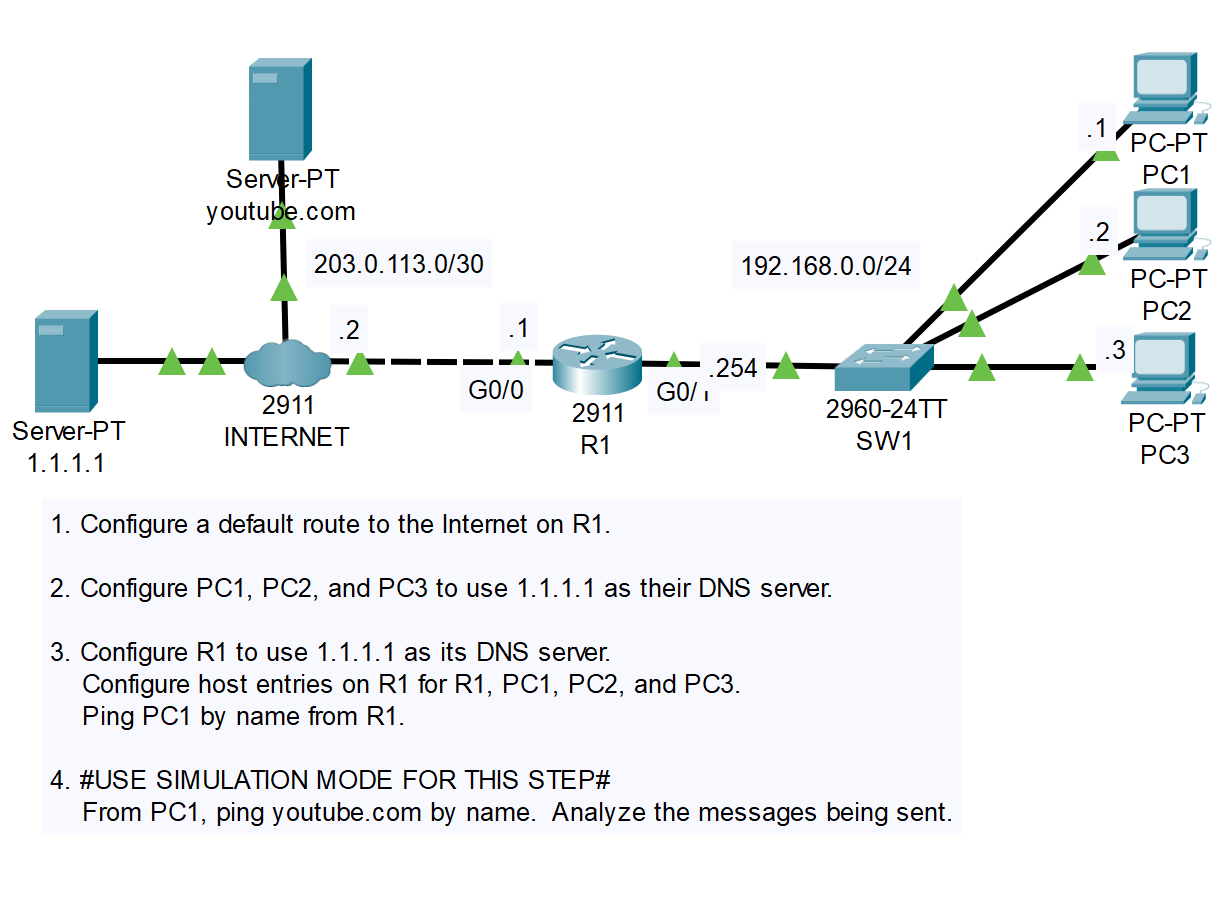 Server-PT
youtube.com
203.0.113.0/30
192.168.0.0/24
.1
PC-PT
PC1
.2
PC-PT
PC2
.3
PC-PT
PC3
.2
.1
G0/0
G0/1
.254
Server-PT
1.1.1.1
2911
INTERNET
2911
R1
2960-24TT
SW1
1. Configure a default route to the Internet on R1.
2. Configure PC1, PC2, and PC3 to use 1.1.1.1 as their DNS server.
3. Configure R1 to use 1.1.1.1 as its DNS server.
Configure host entries on R1 for R1, PC1, PC2, and PC3.
Ping PC1 by name from R1.
4. #USE SIMULATION MODE FOR THIS STEP#
From PC1, ping youtube.com by name.  Analyze the messages being sent.